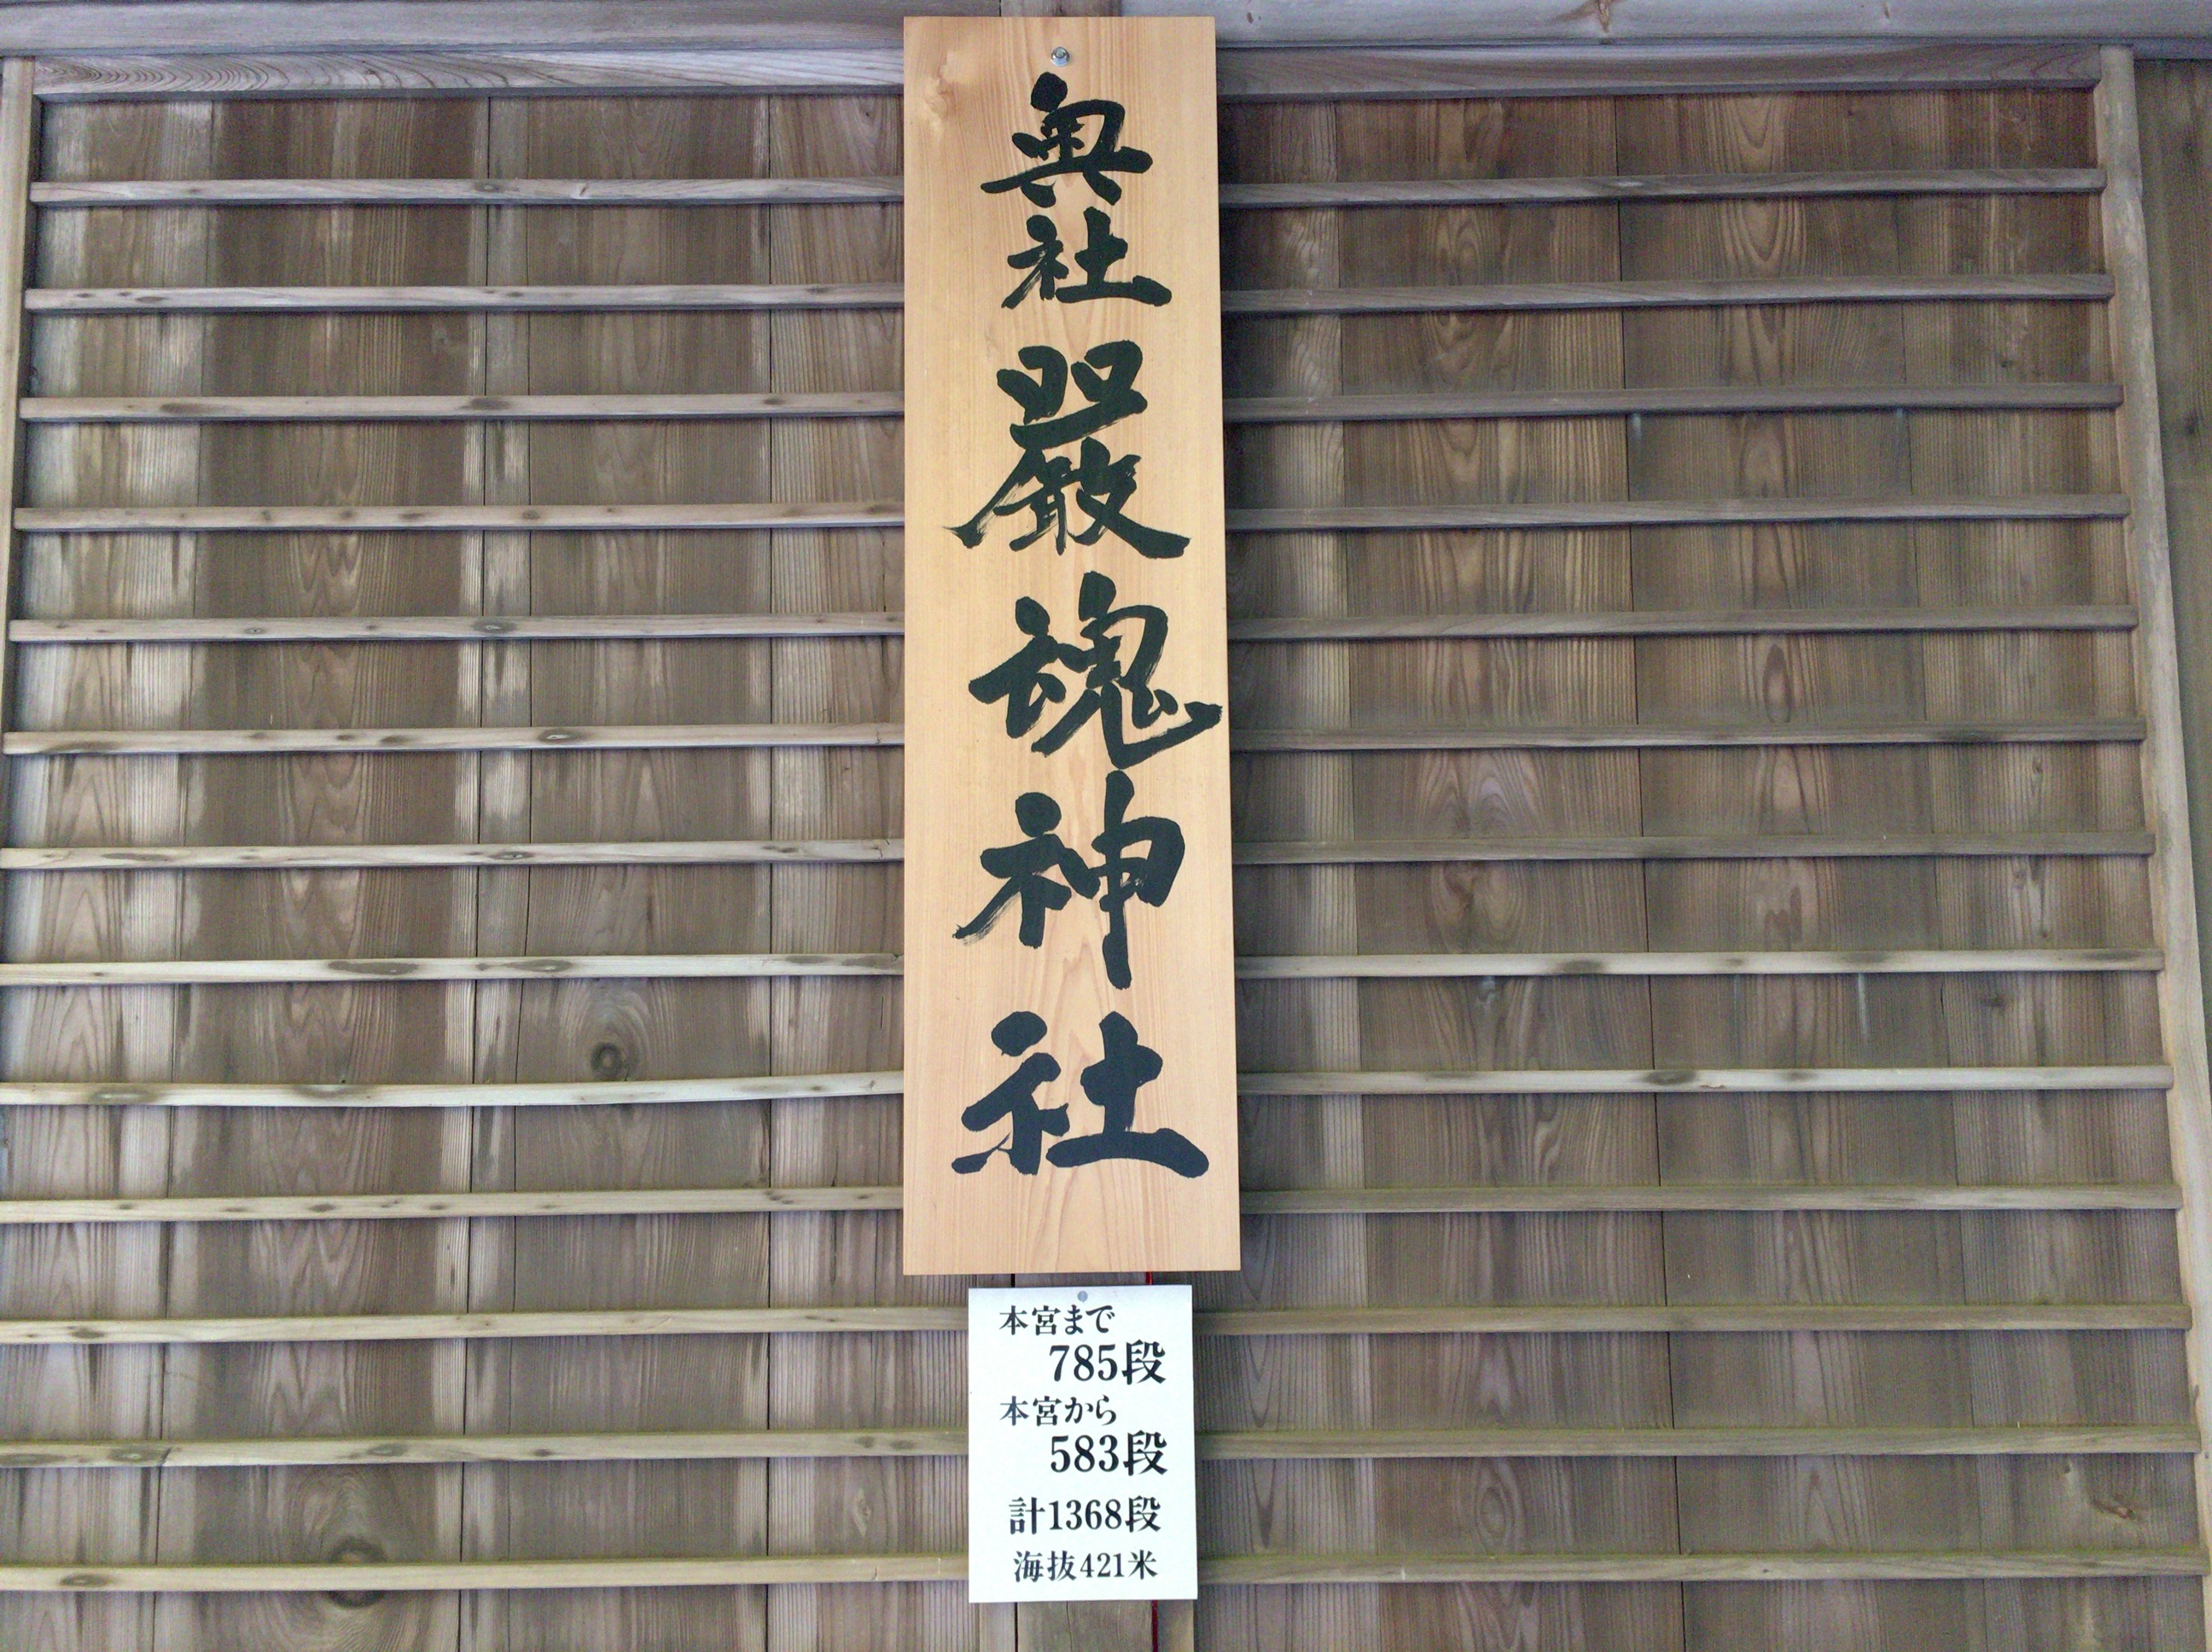 奥社嚴魂神社
本宮まで
785段
本宮から
583段
計1368段
海抜421米